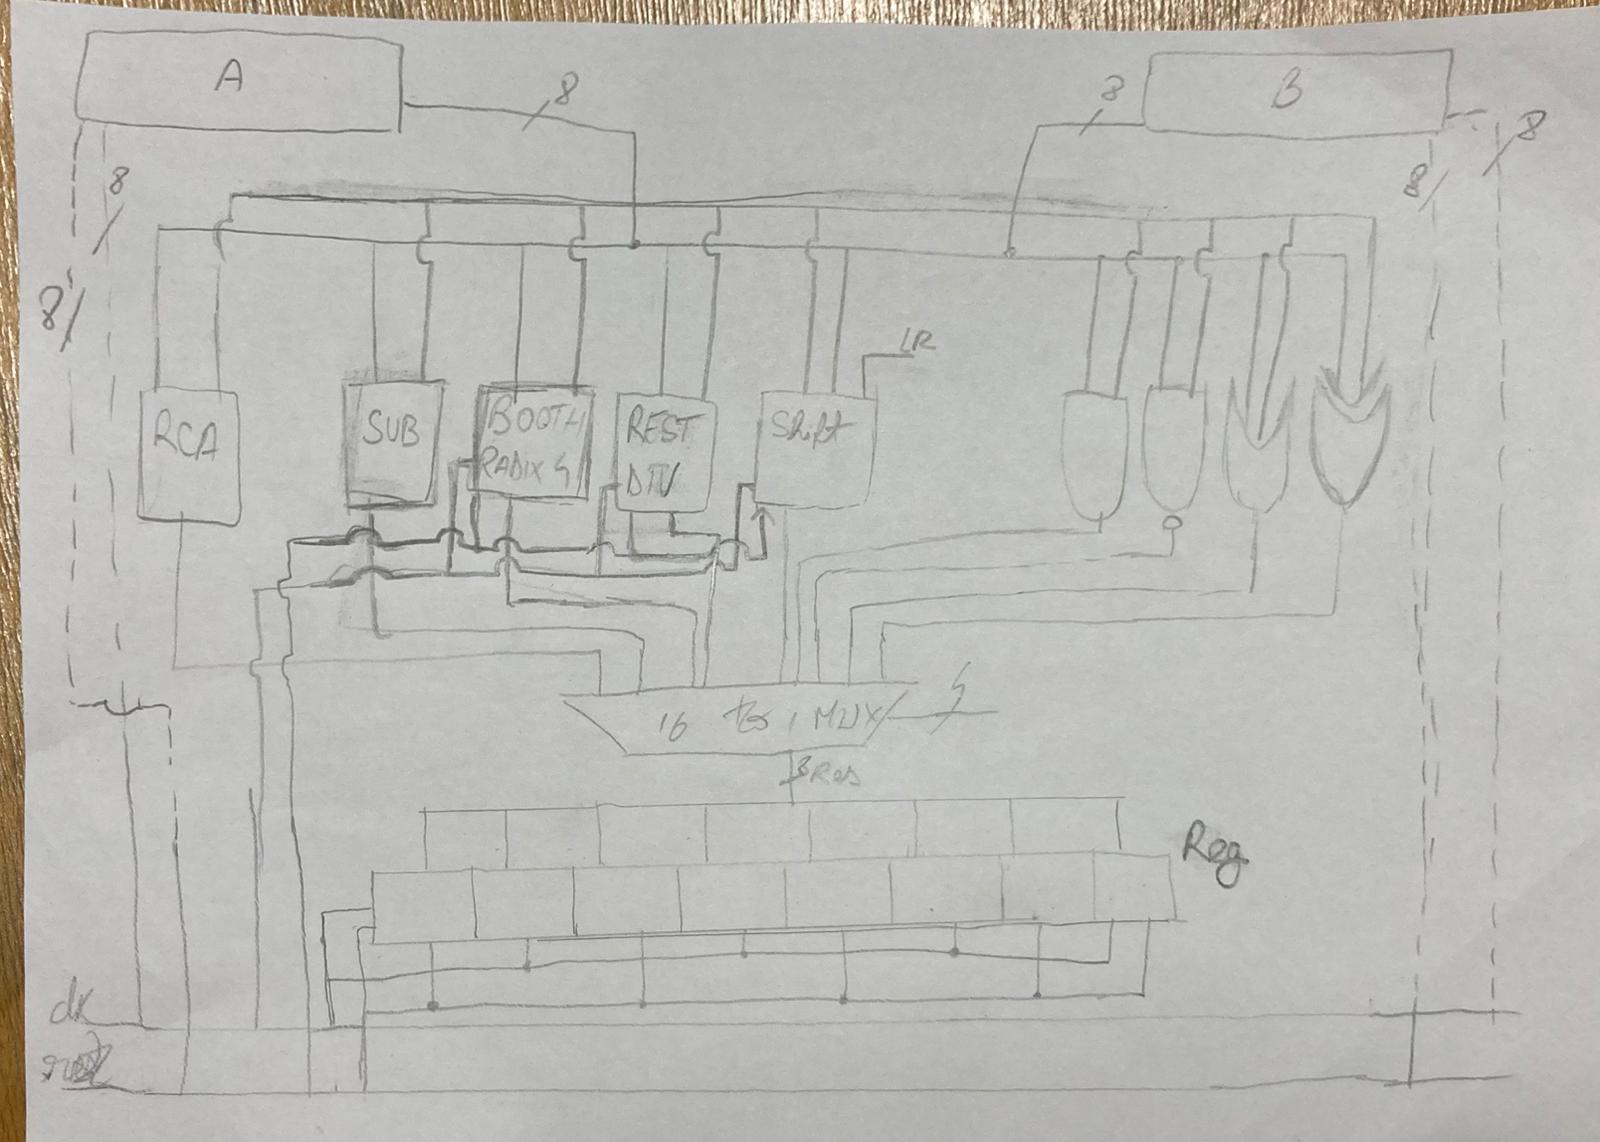 A
B
8
8
8
8
8
8
LR
RCA
SUB
BOOTH
RADIX 4
REST
DIV
Shift
4
16 to 1 MUX
8 Res
Reg
clk